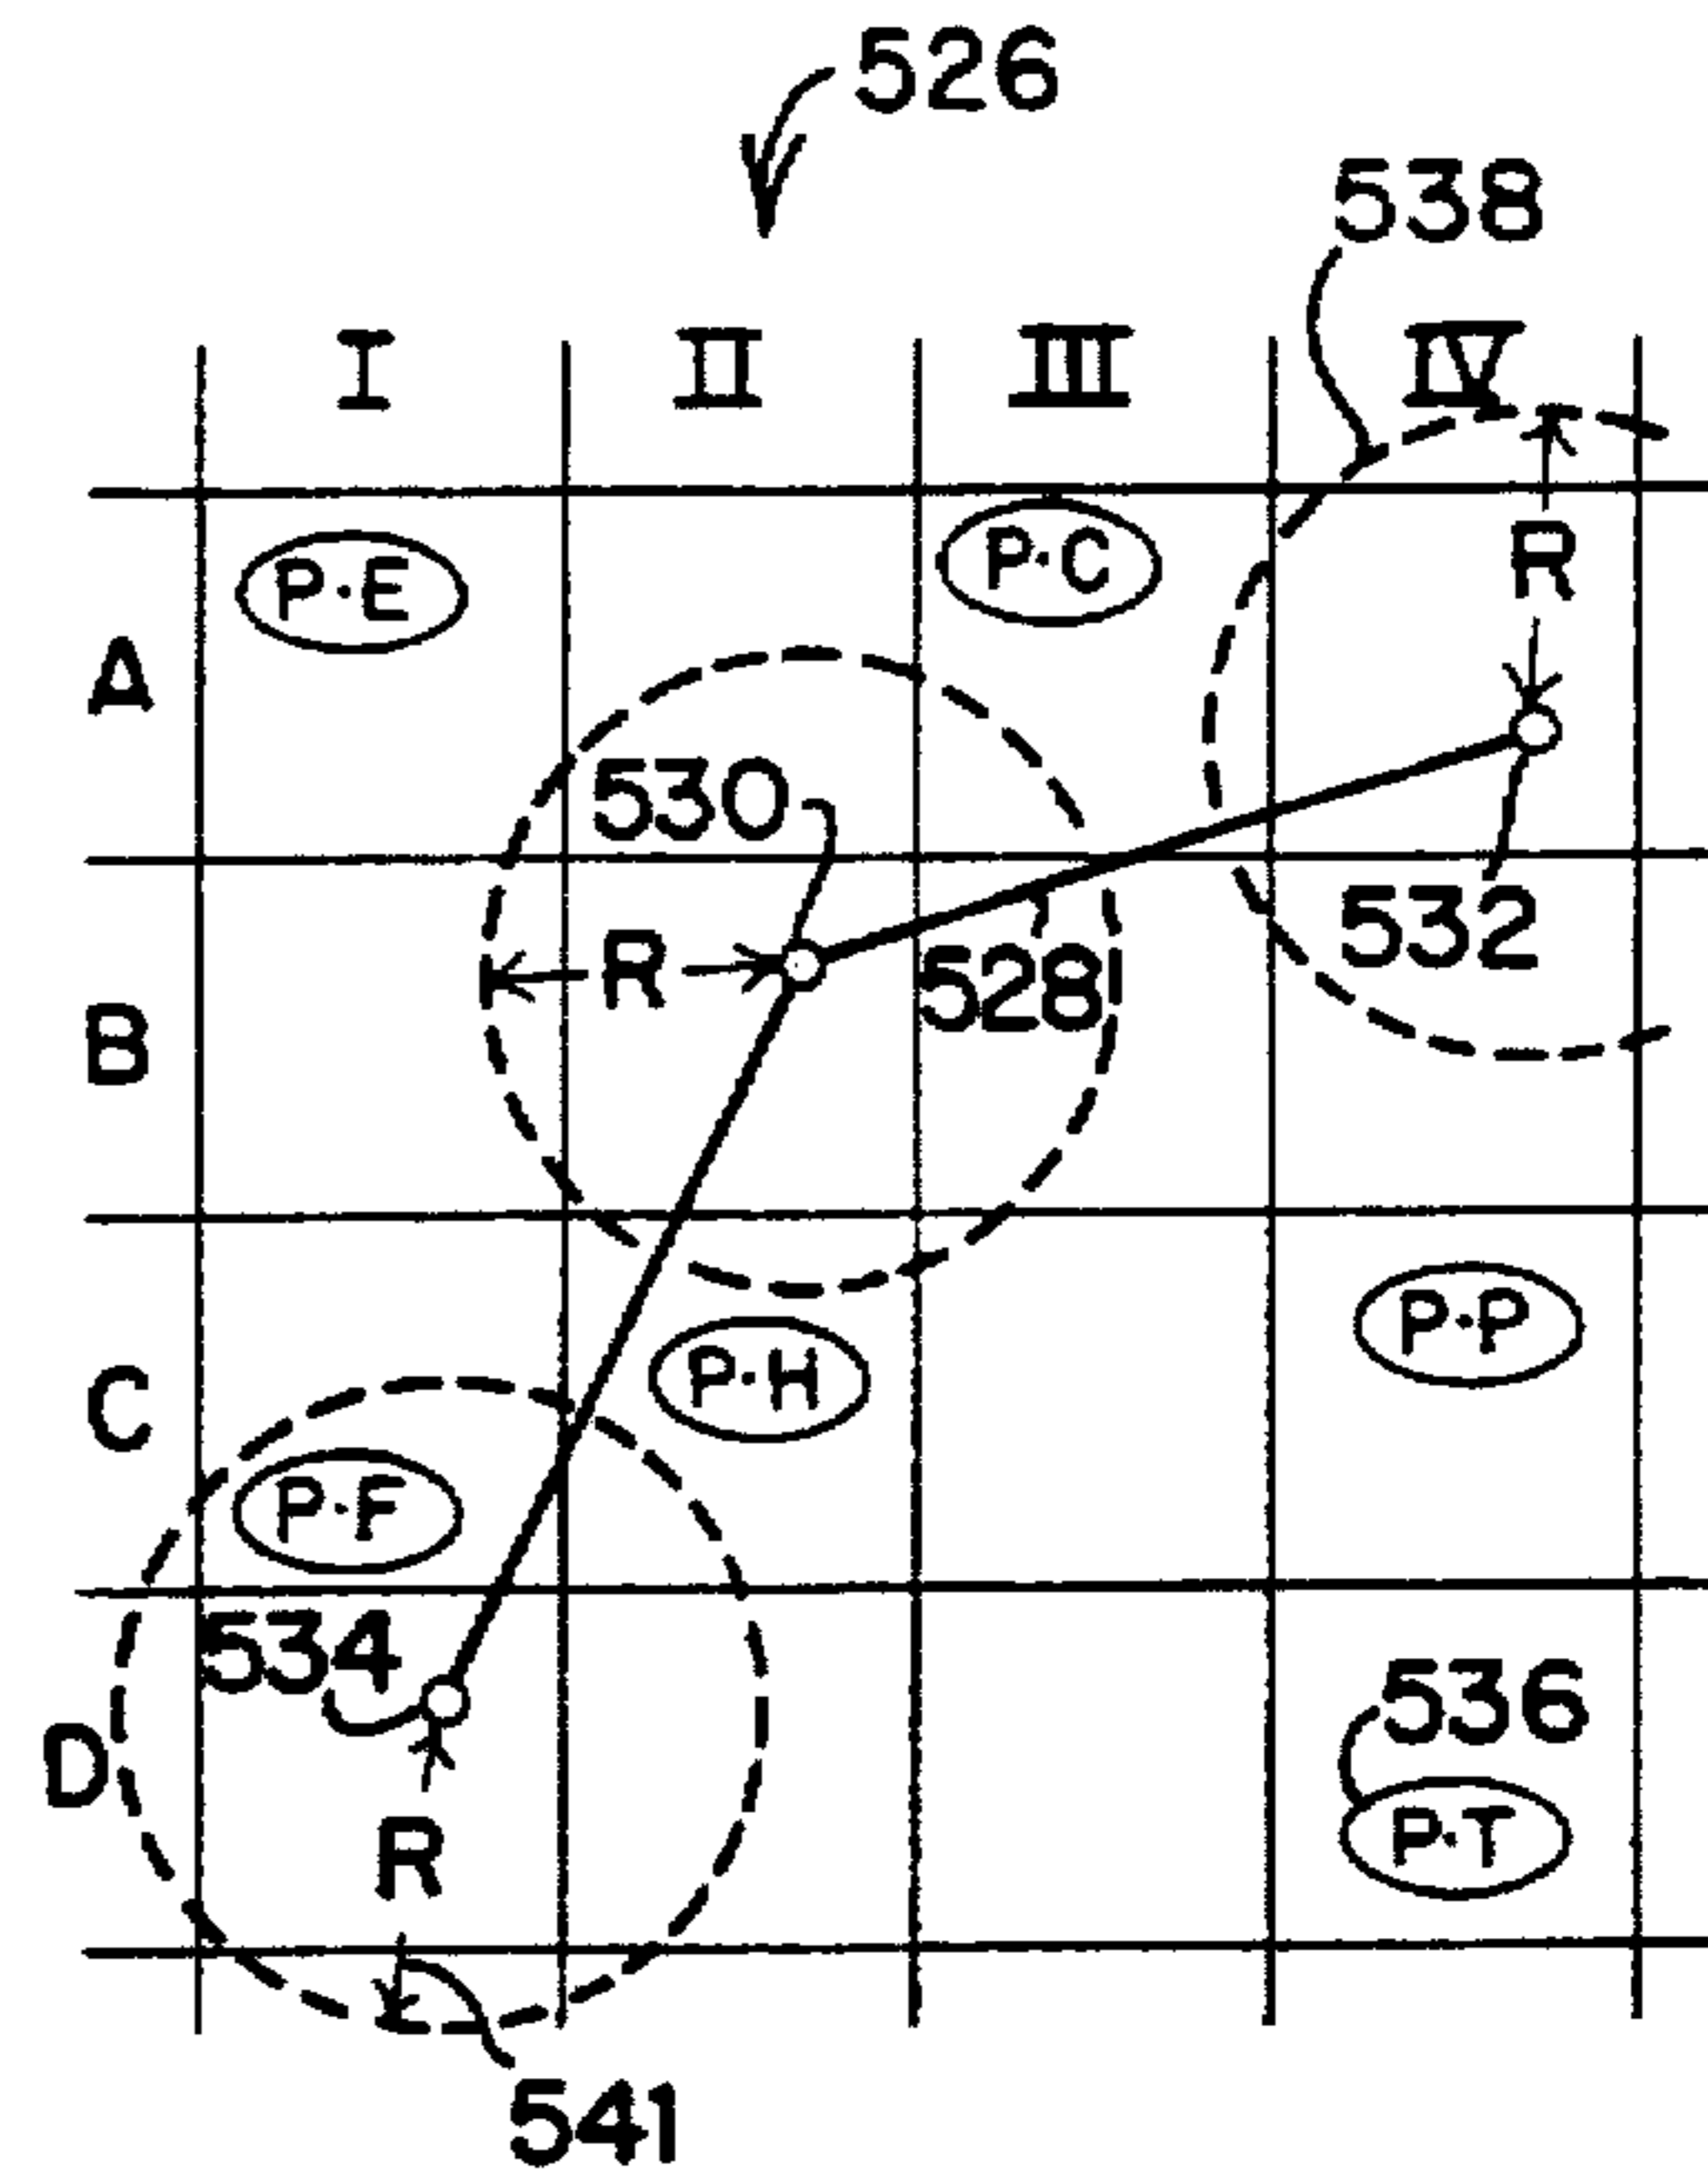 526
538
I II III IV
P·E P·C R
A
530
532
R 528
B
P·P
P·H
C
P·F
534
536
D
P·T
R
541